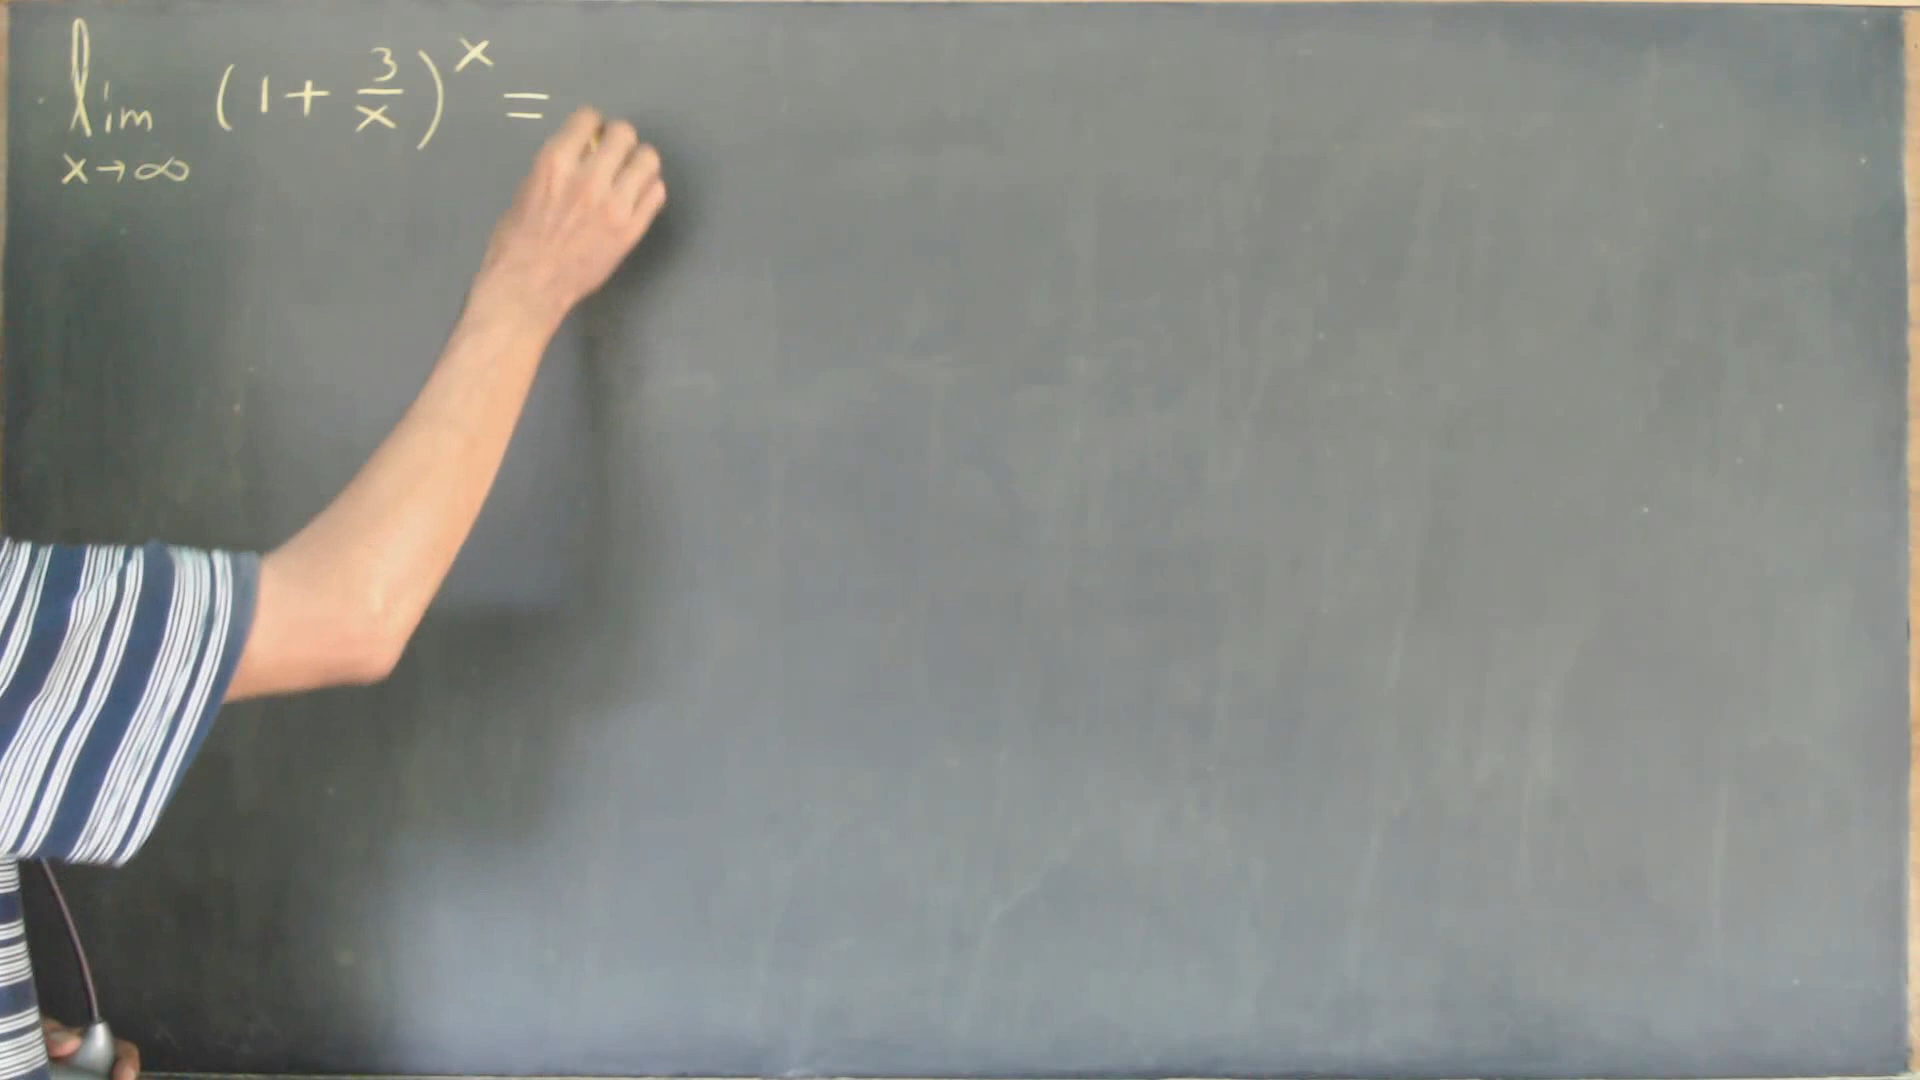 lim (1 + 3/x)^x =
x→∞